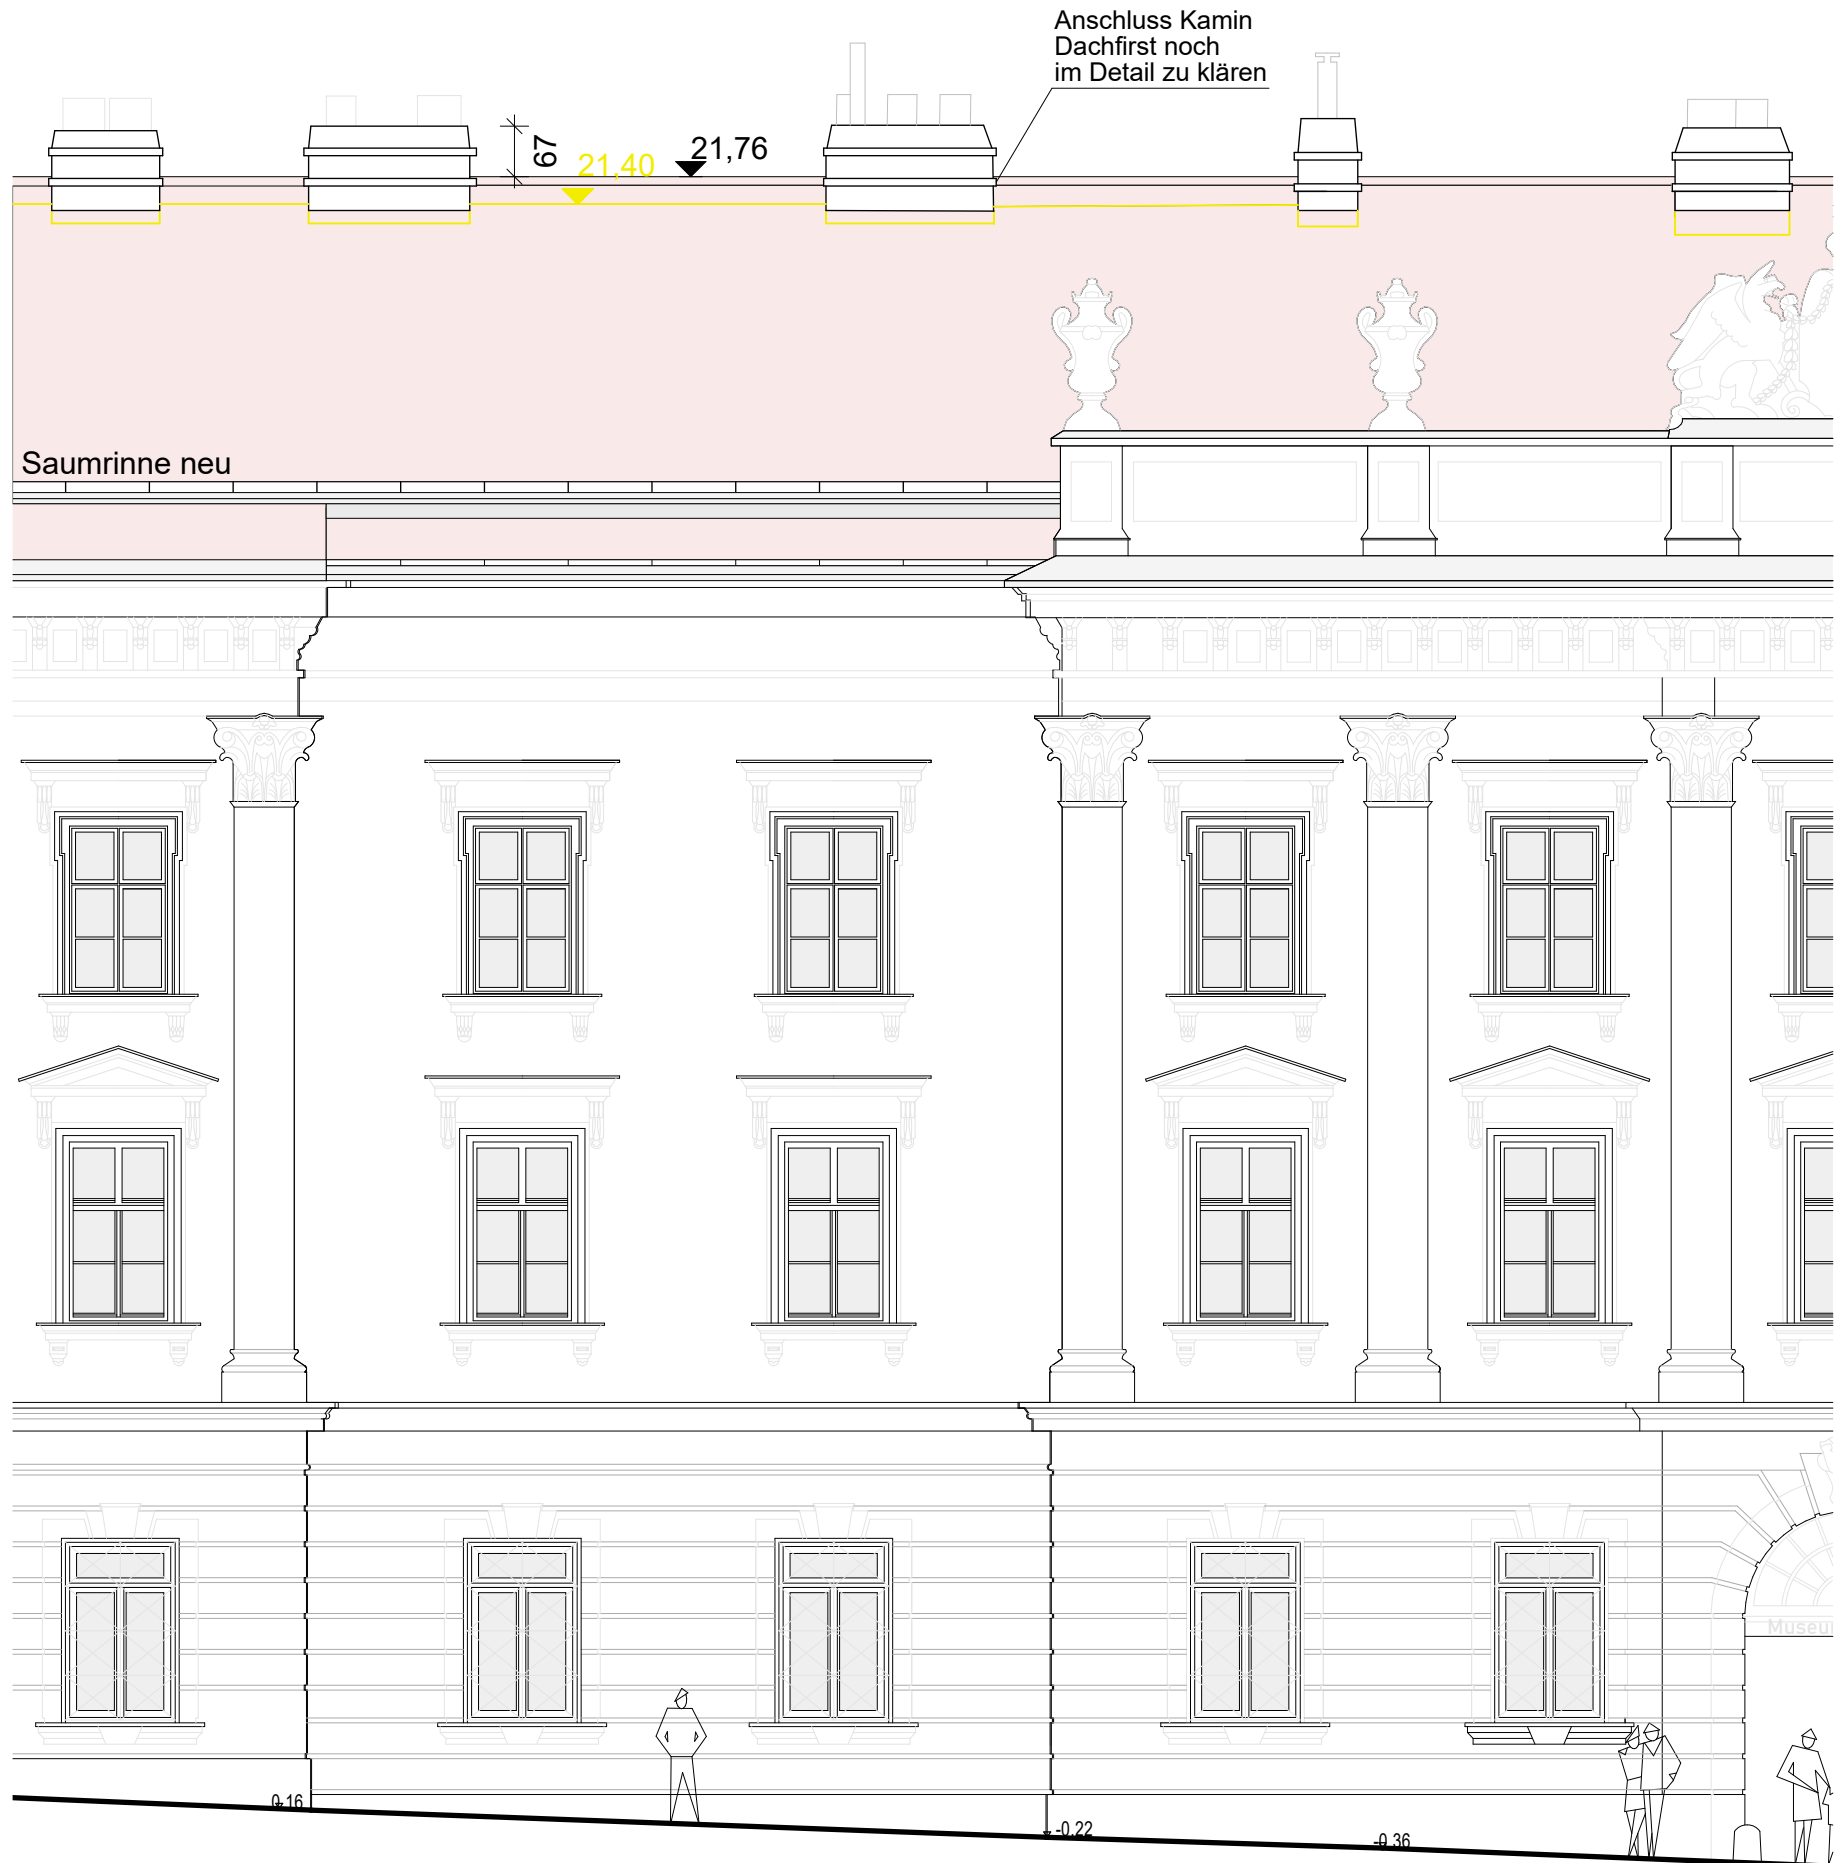 Anschluss Kamin
Dachfirst noch
im Detail zu klären
67
21,40
21,76
Saumrinne neu
Museu
0,16
-0,22
-0,36